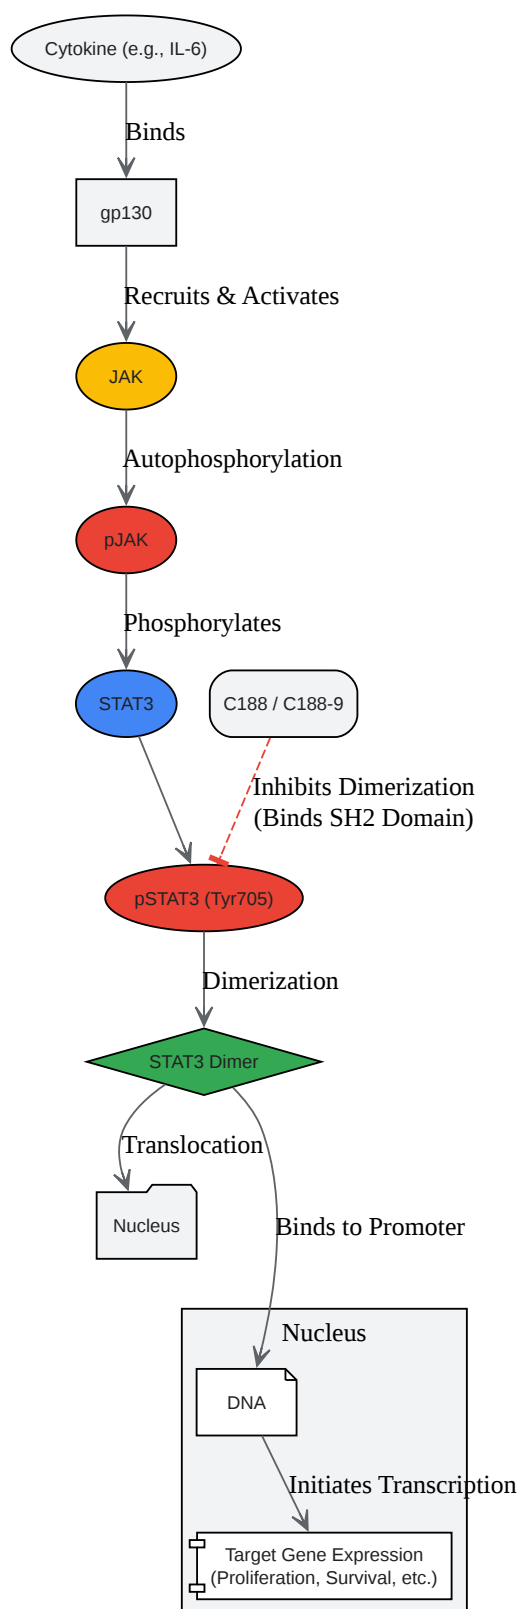 Cytokine (e.g., IL-6)
Binds
gp130
Recruits & Activates
JAK
Autophosphorylation
pJAK
Phosphorylates
STAT3
C188 / C188-9
Inhibits Dimerization
(Binds SH2 Domain)
pSTAT3 (Tyr705)
Dimerization
STAT3 Dimer
Translocation
Nucleus
Binds to Promoter
Nucleus
DNA
Initiates Transcription
Target Gene Expression
(Proliferation, Survival, etc.)